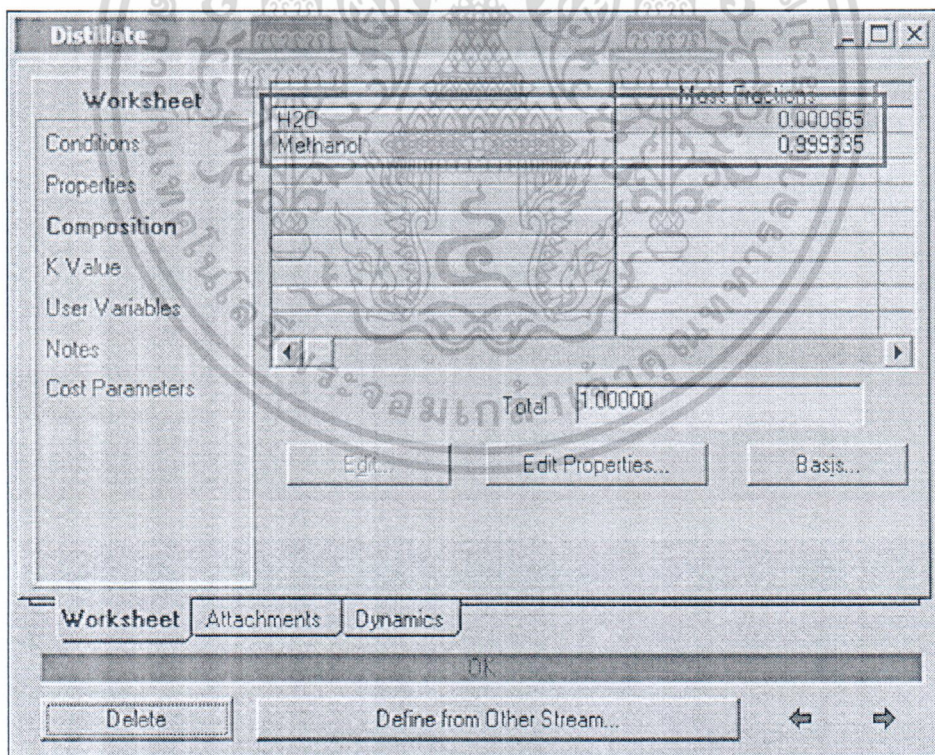 Distillate
Worksheet
Conditions
Properties
Composition
K Value
User Variables
Notes
Cost Parameters
Mass Fractions
H2O 0.000665
Methanol 0.999335
Total 1.00000
Edit... Edit Properties... Basis...
Worksheet Attachments Dynamics
OK
Delete Define from Other Stream...